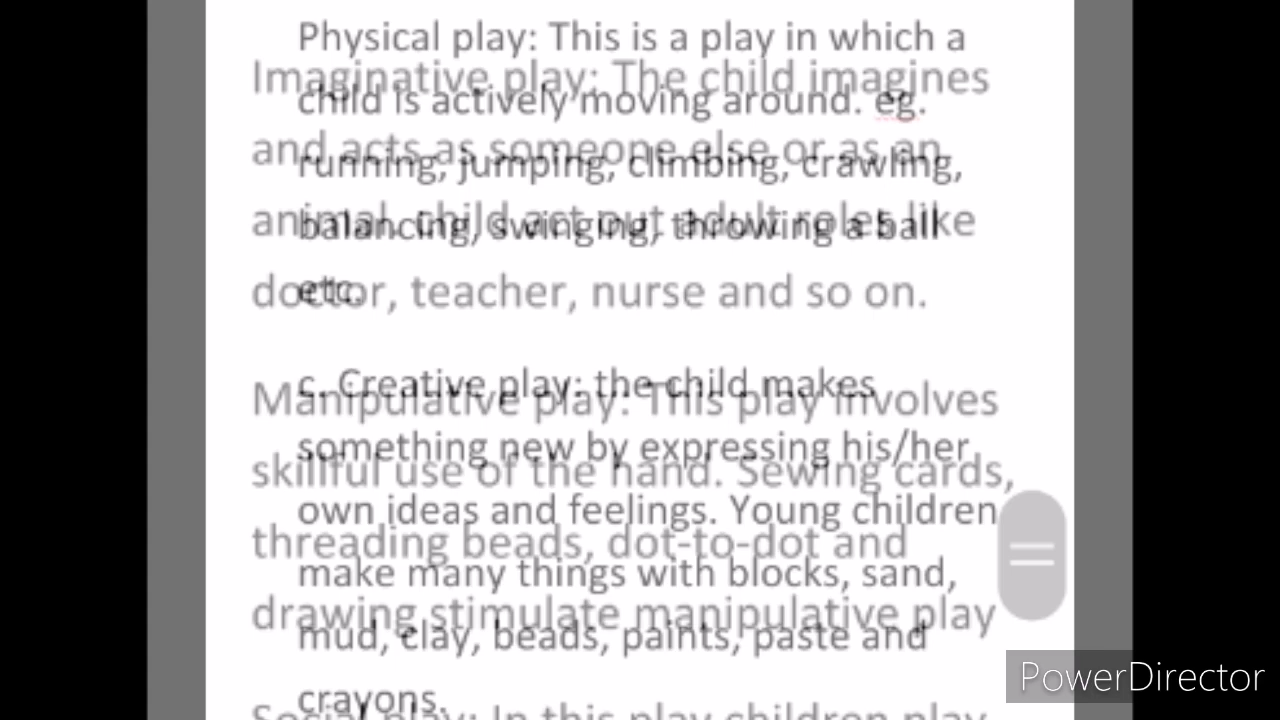 Physical play: This is a play in which a
child is actively moving around. eg.
running, jumping, climbing, crawling,
balancing, swinging, throwing a ball
etc.
c. Creative play: the child makes
something new by expressing his/her
own ideas and feelings. Young children
make many things with blocks, sand,
mud, clay, beads, paints, paste and
crayons.
Imaginative play: The child imagines
and acts as someone else or as an
animal. child act out adult roles like
doctor, teacher, nurse and so on.
Manipulative play: This play involves
skillful use of the hand. Sewing cards,
threading beads, dot-to-dot and
drawing stimulate manipulative play
Social play: In this play children play
PowerDirector